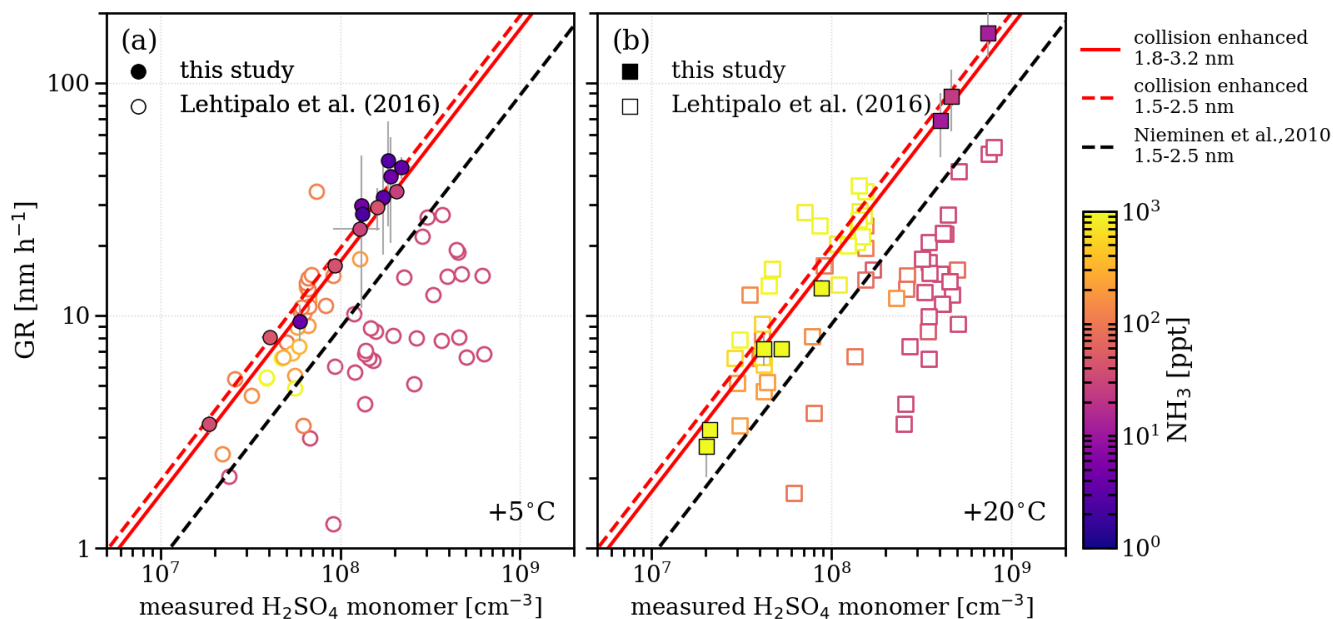 (a)
this study
Lehtipalo et al. (2016)
+5°C
GR [nm h⁻¹]
100
10
1
10⁷
10⁸
10⁹
measured H₂SO₄ monomer [cm⁻³]
(b)
this study
Lehtipalo et al. (2016)
+20°C
10⁷
10⁸
10⁹
measured H₂SO₄ monomer [cm⁻³]
collision enhanced
1.8-3.2 nm
collision enhanced
1.5-2.5 nm
Nieminen et al.,2010
1.5-2.5 nm
10³
10²
10¹
10⁰
NH₃ [ppt]